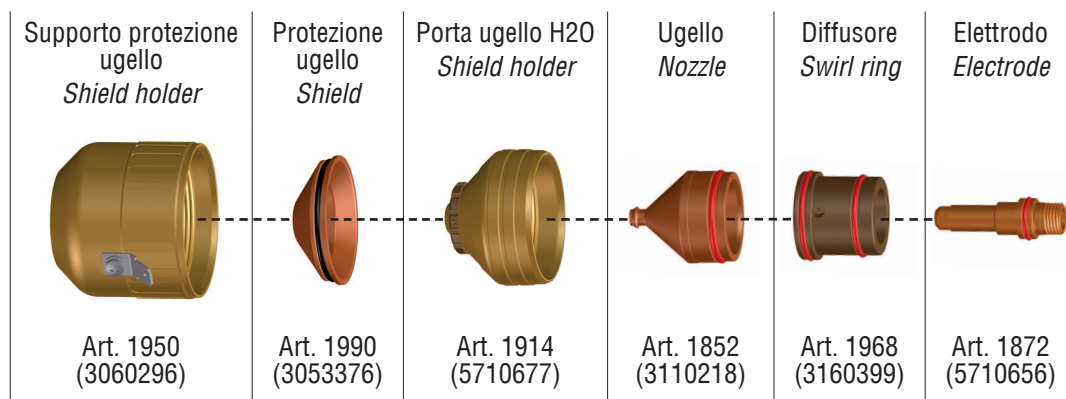 Supporto protezione
ugello
Shield holder
Art. 1950
(3060296)
Protezione
ugello
Shield
Art. 1990
(3053376)
Porta ugello H2O
Shield holder
Art. 1914
(5710677)
Ugello
Nozzle
Art. 1852
(3110218)
Diffusore
Swirl ring
Art. 1968
(3160399)
Elettrodo
Electrode
Art. 1872
(5710656)